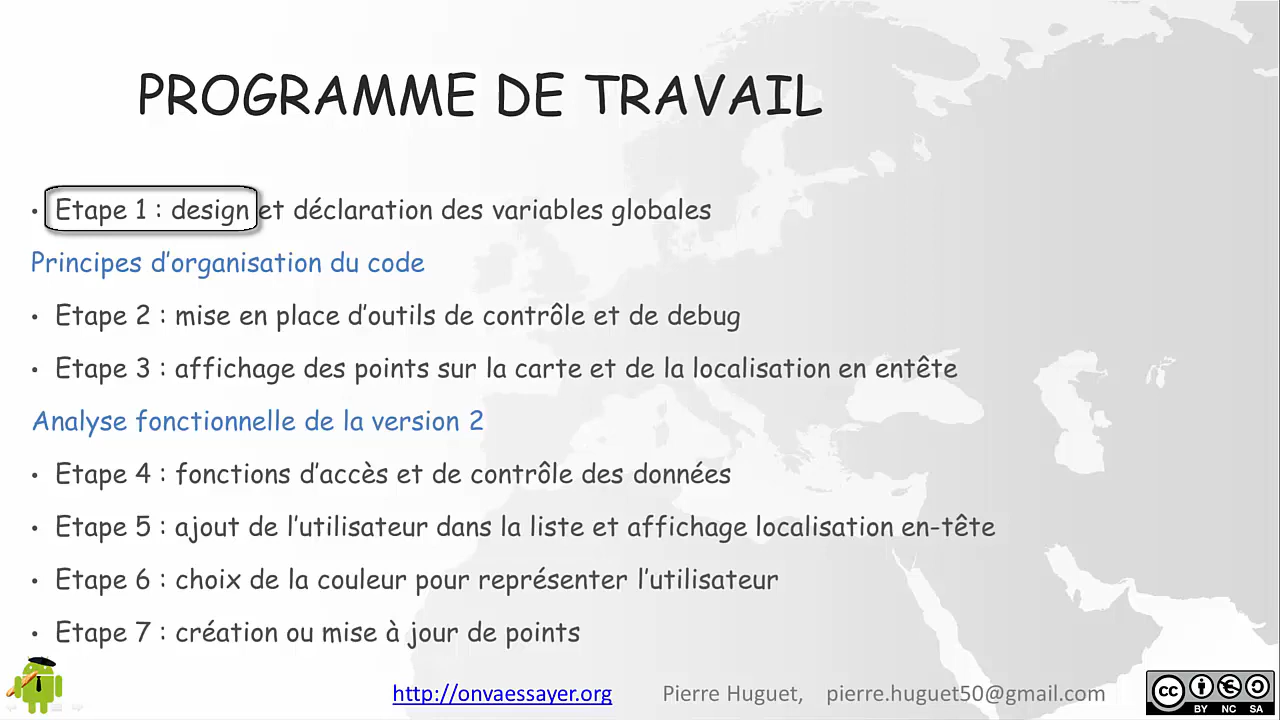 PROGRAMME DE TRAVAIL
• Etape 1 : design et déclaration des variables globales
Principes d’organisation du code
• Etape 2 : mise en place d’outils de contrôle et de debug
• Etape 3 : affichage des points sur la carte et de la localisation en entête
Analyse fonctionnelle de la version 2
• Etape 4 : fonctions d’accès et de contrôle des données
• Etape 5 : ajout de l’utilisateur dans la liste et affichage localisation en-tête
• Etape 6 : choix de la couleur pour représenter l’utilisateur
• Etape 7 : création ou mise à jour de points
http://onvaessayer.org Pierre Huguet, pierre.huguet50@gmail.com
cc BY NC SA